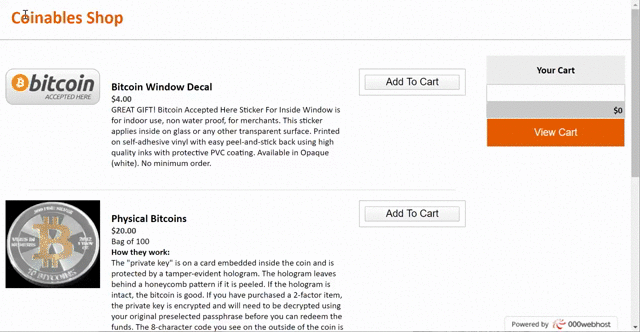 Coinables Shop
bitcoin
ACCEPTED HERE
Bitcoin Window Decal
$4.00
GREAT GIFT! Bitcoin Accepted Here Sticker For Inside Window is
for indoor use, non water proof, for merchants. This sticker
applies inside on glass or any other transparent surface. Printed
on self-adhesive vinyl with easy peel-and-stick back using high
quality inks with protective PVC coating. Available in Opaque
(white). No minimum order.
Add To Cart
Your Cart
$0
View Cart
Physical Bitcoins
$20.00
Bag of 100
How they work:
The "private key" is on a card embedded inside the coin and is
protected by a tamper-evident hologram. The hologram leaves
behind a honeycomb pattern if it is peeled. If the hologram is
intact, the bitcoin is good. If you have purchased a 2-factor item,
the private key is encrypted and will need to be decrypted using
your original preselected passphrase before you can redeem the
funds. The 8-character code you see on the outside of the coin is
Add To Cart
Powered by 000webhost